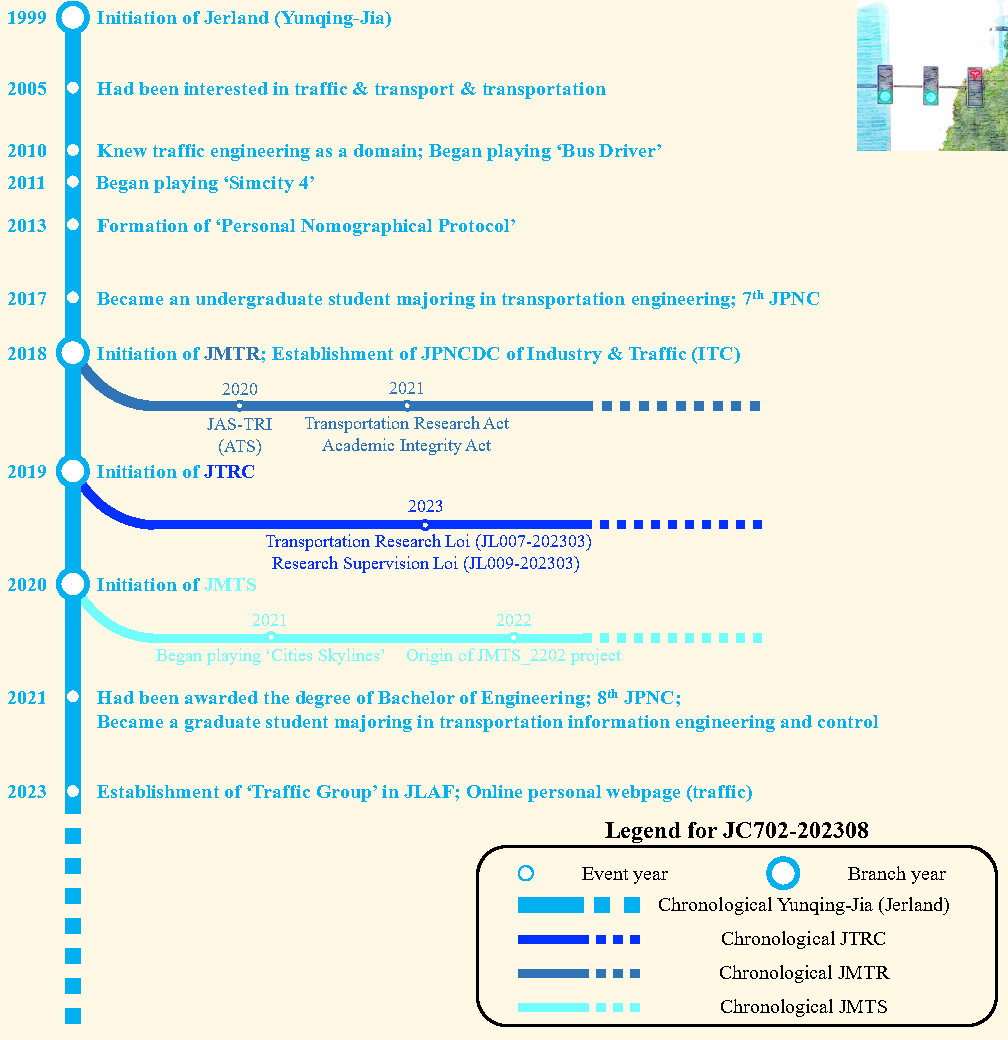 1999 Initiation of Jerland (Yunqing-Jia)
2005 Had been interested in traffic & transport & transportation
2010 Knew traffic engineering as a domain; Began playing ‘Bus Driver’
2011 Began playing ‘Simcity 4’
2013 Formation of ‘Personal Nomographical Protocol’
2017 Became an undergraduate student majoring in transportation engineering; 7th JPNC
2018 Initiation of JMTR; Establishment of JPNCDC of Industry & Traffic (ITC)
2020 2021
JAS-TRI Transportation Research Act
(ATS) Academic Integrity Act
2019 Initiation of JTRC
2023
Transportation Research Loi (JL007-202303)
Research Supervision Loi (JL009-202303)
2020 Initiation of JMTS
2021 2022
Began playing ‘Cities Skylines’ Origin of JMTS_2202 project
2021 Had been awarded the degree of Bachelor of Engineering; 8th JPNC;
Became a graduate student majoring in transportation information engineering and control
2023 Establishment of ‘Traffic Group’ in JLAF; Online personal webpage (traffic)
Legend for JC702-202308
Event year Branch year
Chronological Yunqing-Jia (Jerland)
Chronological JTRC
Chronological JMTR
Chronological JMTS